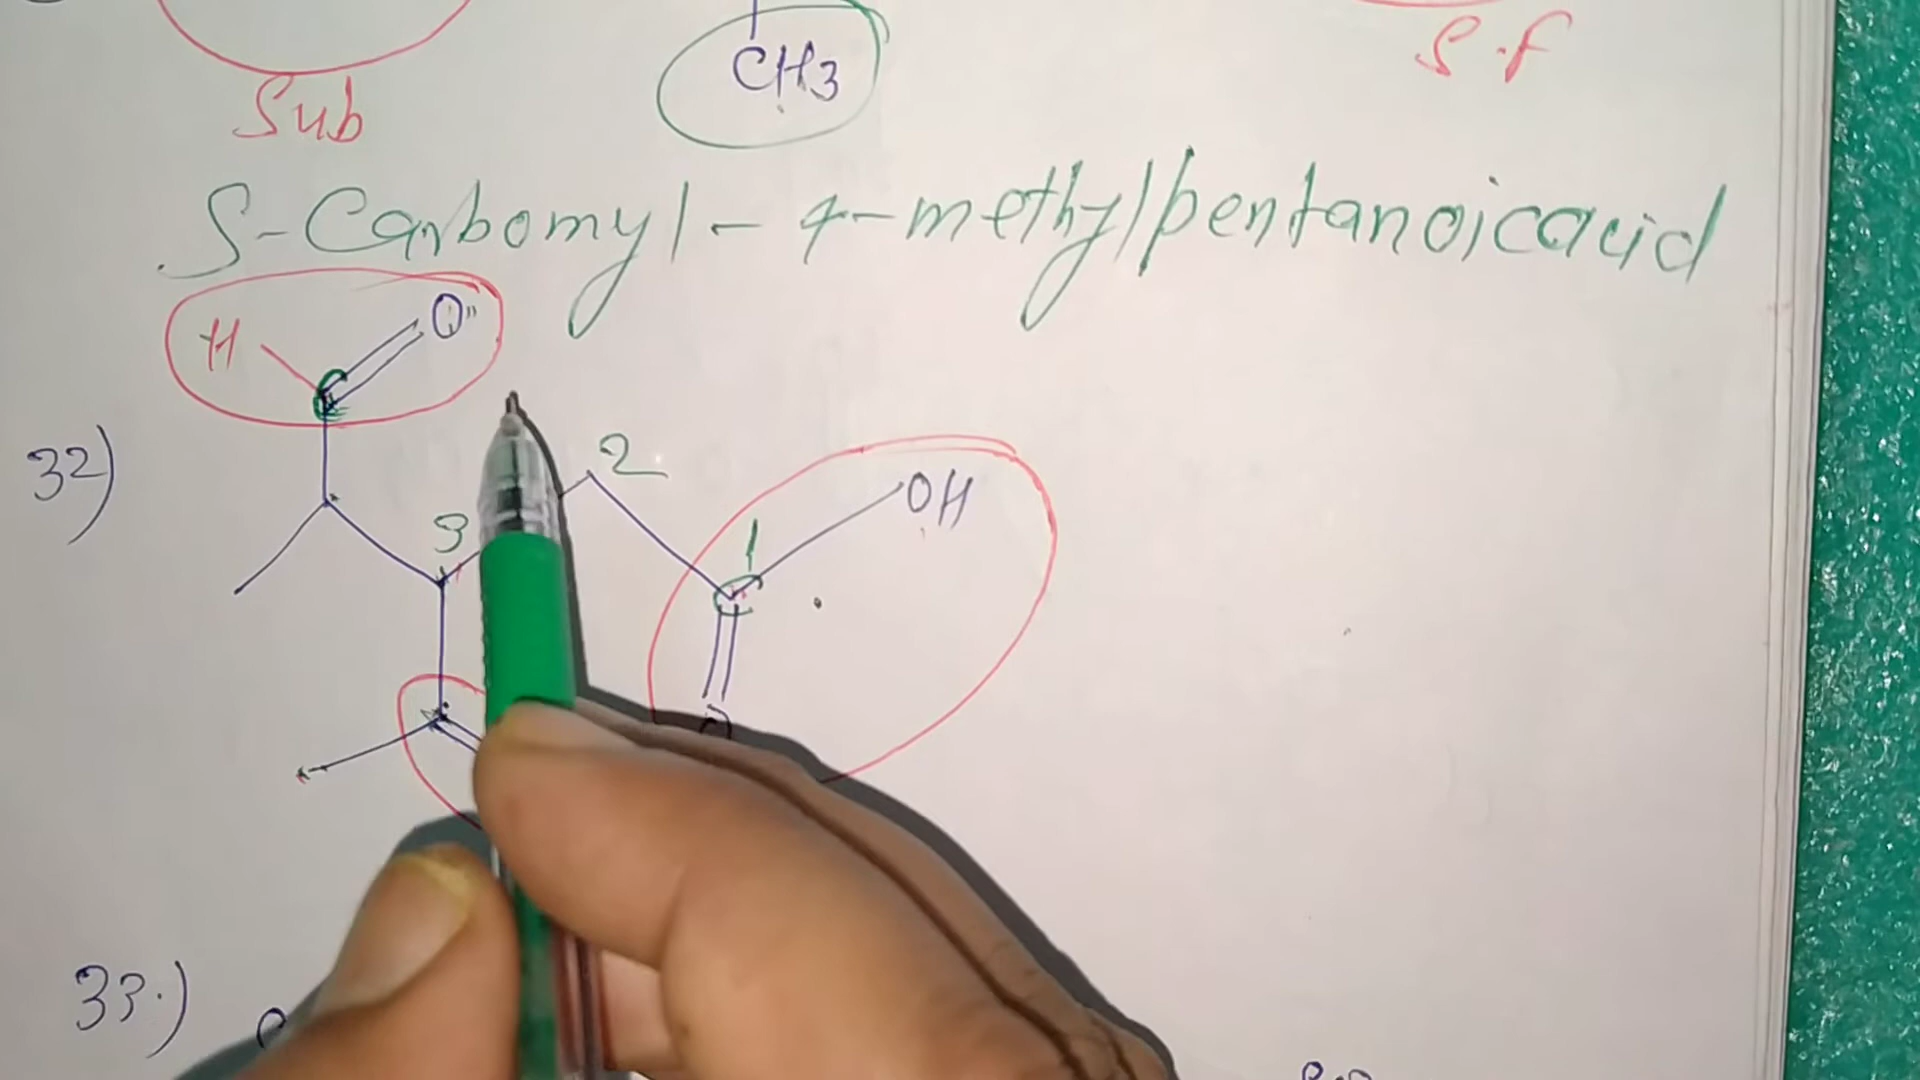 CH3
S.f
Sub
5-Carbomyl-4-methylpentanoicacid
H
O
32)
2
3
1
OH
O
33.)